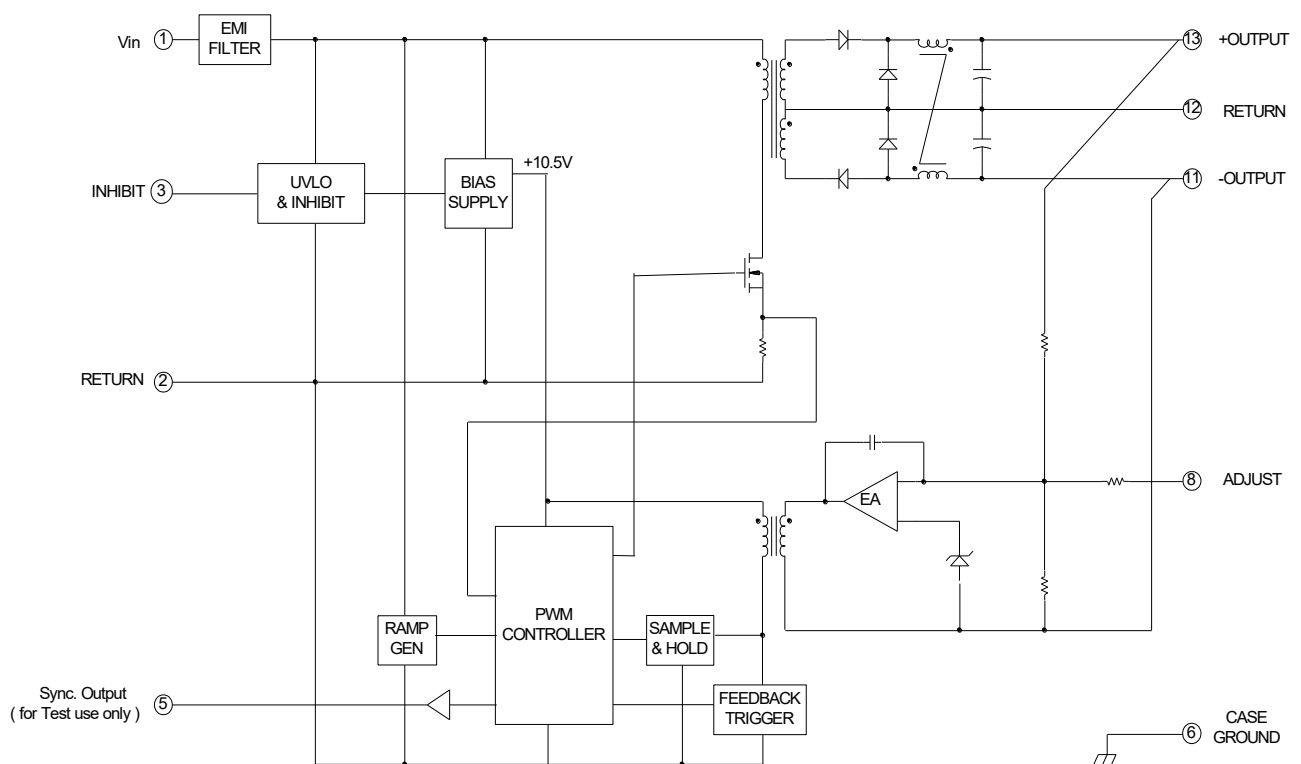 EMI
FILTER
Vin 1
13 +OUTPUT
12 RETURN
+10.5V
INHIBIT 3
UVLO
& INHIBIT
BIAS
SUPPLY
11 -OUTPUT
RETURN 2
EA
8 ADJUST
PWM
CONTROLLER
RAMP
GEN
SAMPLE
& HOLD
Sync. Output
( for Test use only )
5
FEEDBACK
TRIGGER
6
CASE
GROUND